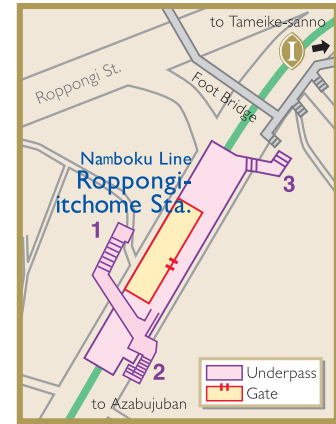 to Tameike-sanno
I
Roppongi St.
Foot Bridge
Namboku Line
Roppongi-
itchome Sta.
3
1
2
Underpass
Gate
to Azabujuban